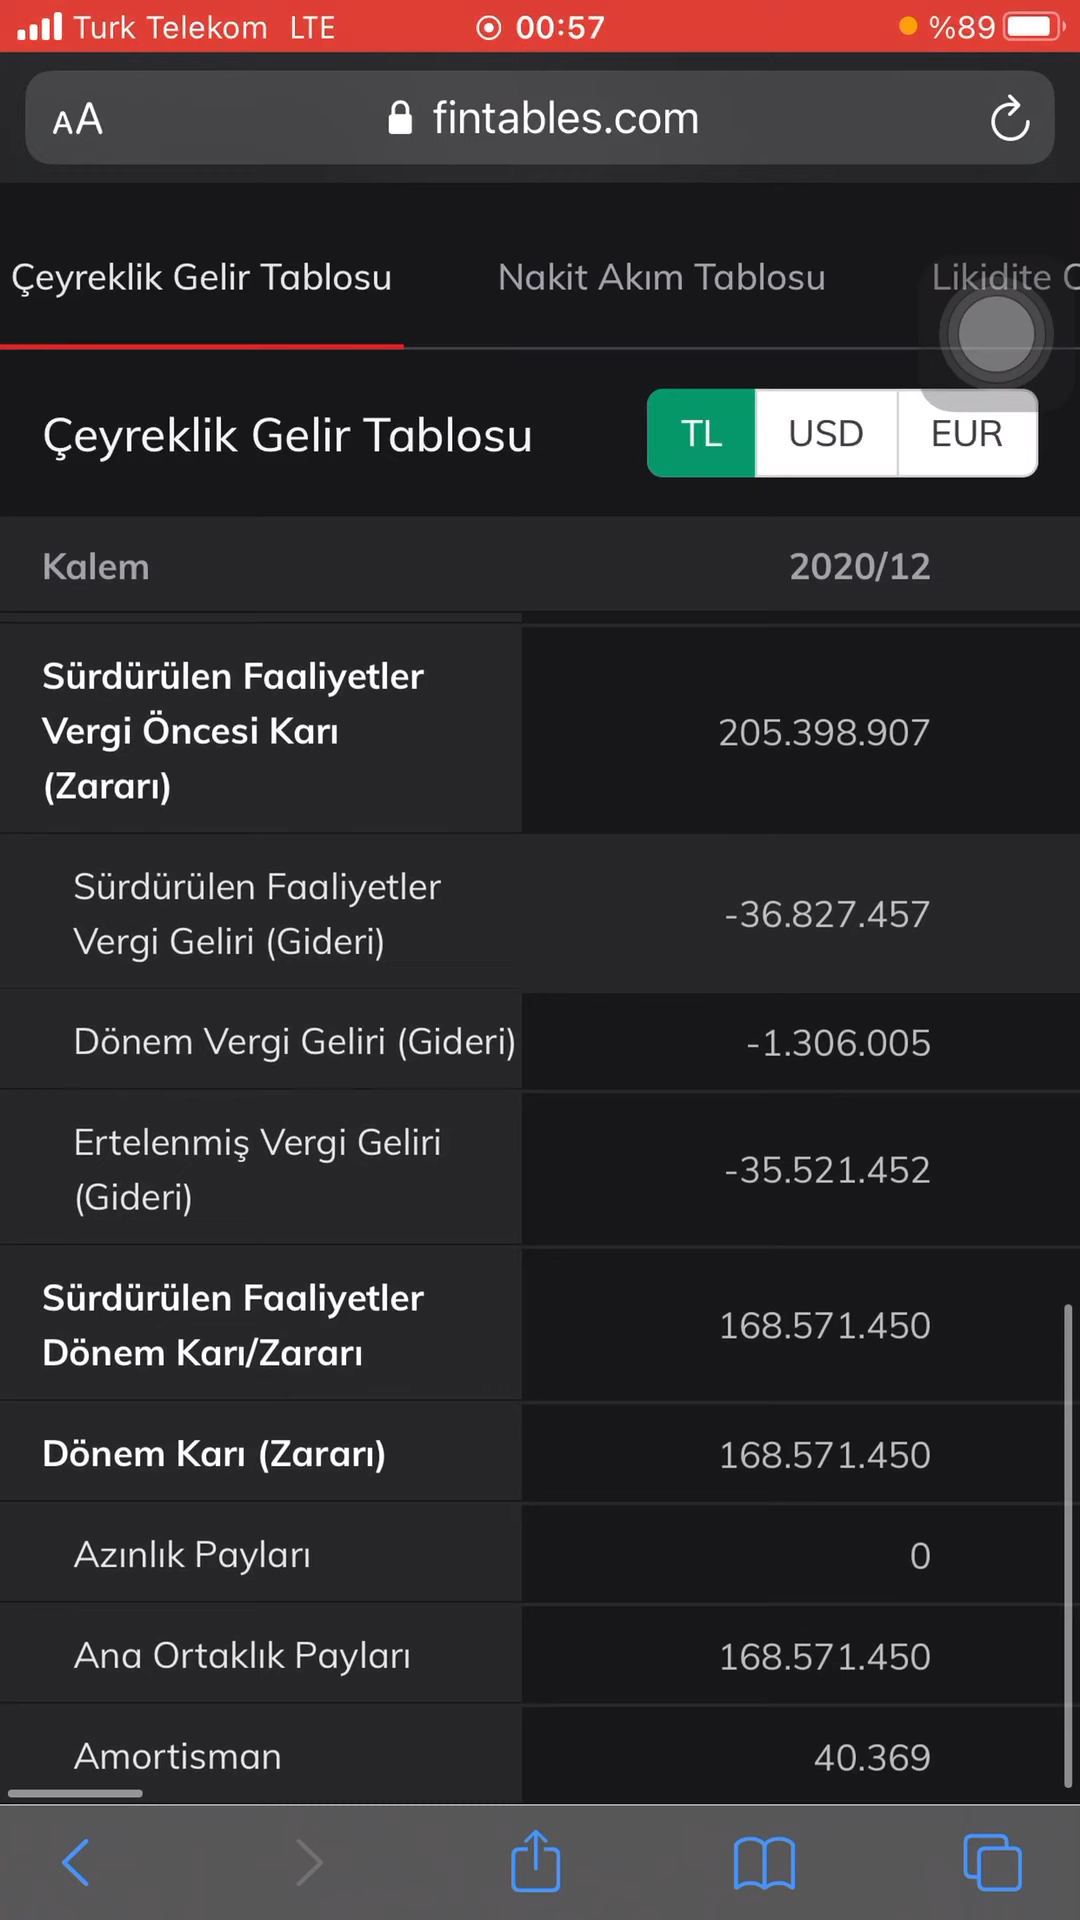 Turk Telekom LTE 00:57 %89
AA fintables.com
Çeyreklik Gelir Tablosu Nakit Akım Tablosu Likidite
Çeyreklik Gelir Tablosu TL USD EUR
Kalem 2020/12
Sürdürülen Faaliyetler
Vergi Öncesi Karı
(Zararı)
205.398.907
Sürdürülen Faaliyetler
Vergi Geliri (Gideri)
-36.827.457
Dönem Vergi Geliri (Gideri) -1.306.005
Ertelenmiş Vergi Geliri
(Gideri)
-35.521.452
Sürdürülen Faaliyetler
Dönem Karı/Zararı
168.571.450
Dönem Karı (Zararı) 168.571.450
Azınlık Payları 0
Ana Ortaklık Payları 168.571.450
Amortisman 40.369